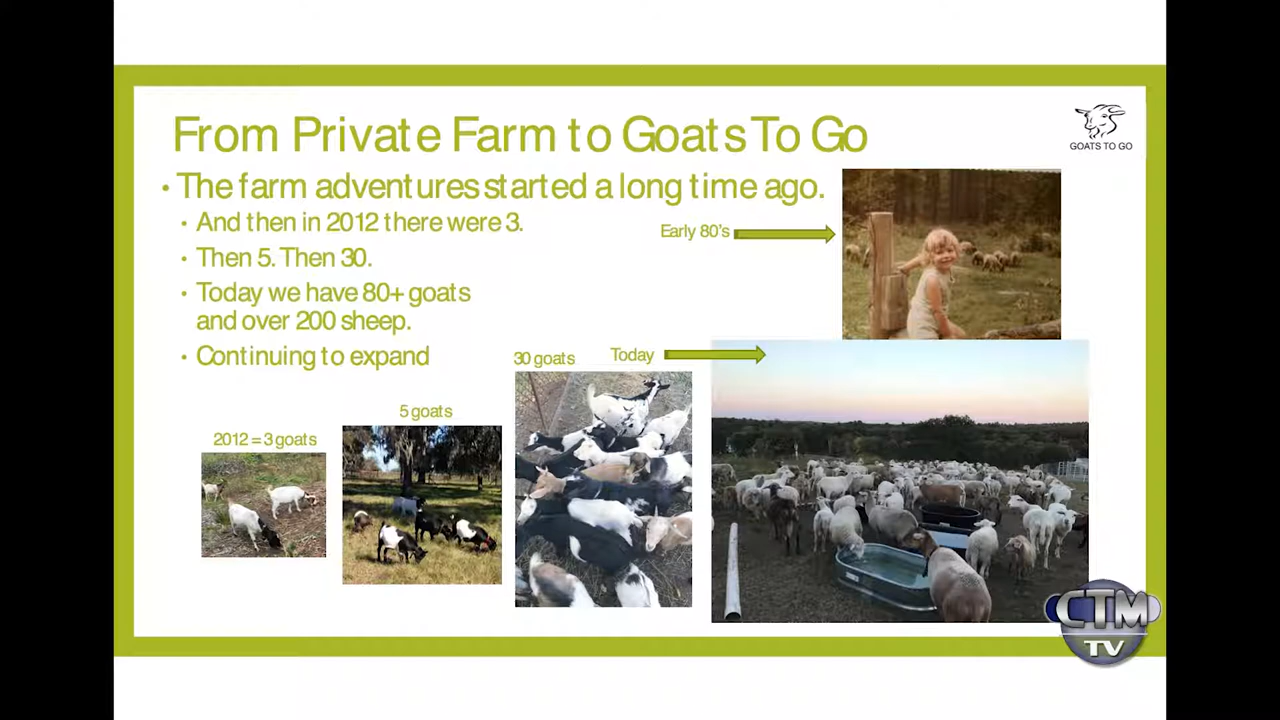 From Private Farm to Goats To Go
GOATS TO GO
• The farm adventures started a long time ago.
• And then in 2012 there were 3.
Early 80's
• Then 5. Then 30.
• Today we have 80+ goats
and over 200 sheep.
• Continuing to expand
30 goats
Today
5 goats
2012 = 3 goats
CTM
TV